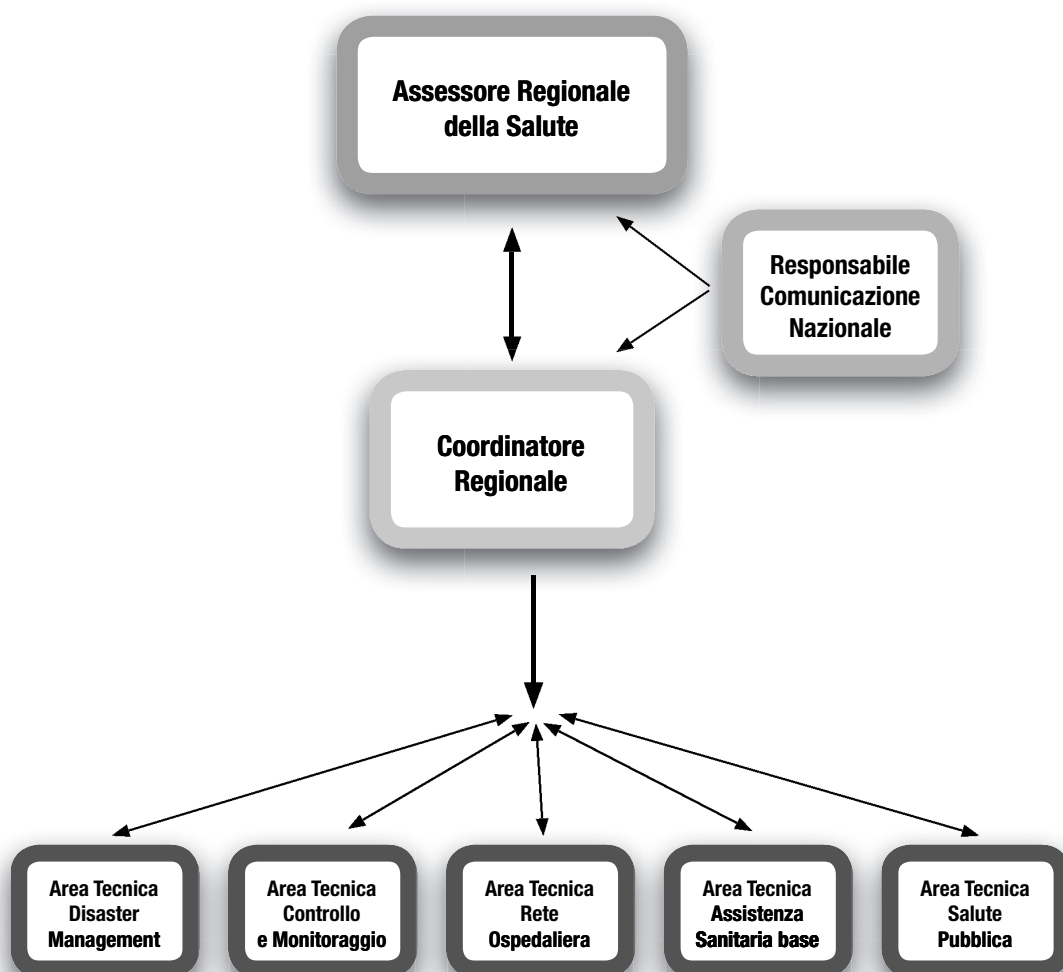 Assessore Regionale
della Salute
Responsabile
Comunicazione
Nazionale
Coordinatore
Regionale
Area Tecnica
Disaster
Management
Area Tecnica
Controllo
e Monitoraggio
Area Tecnica
Rete
Ospedaliera
Area Tecnica
Assistenza
Sanitaria base
Area Tecnica
Salute
Pubblica